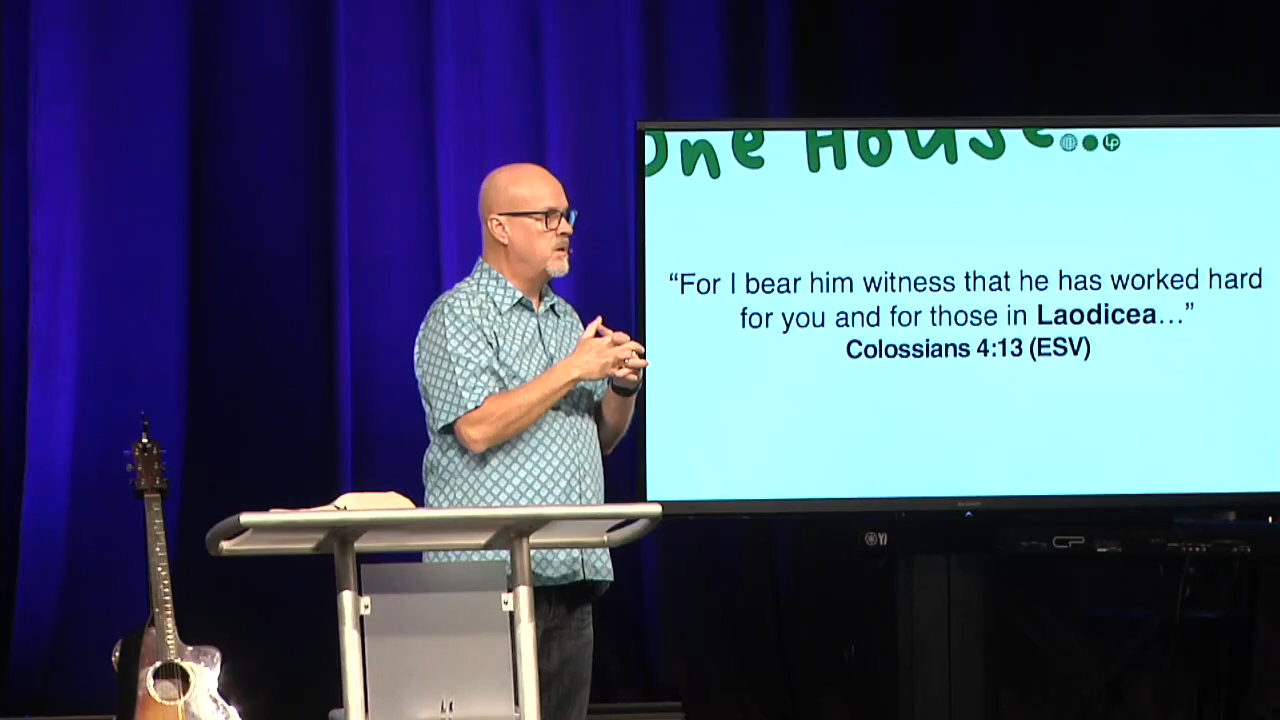 One House...
LP
“For I bear him witness that he has worked hard
for you and for those in Laodicea…”
Colossians 4:13 (ESV)